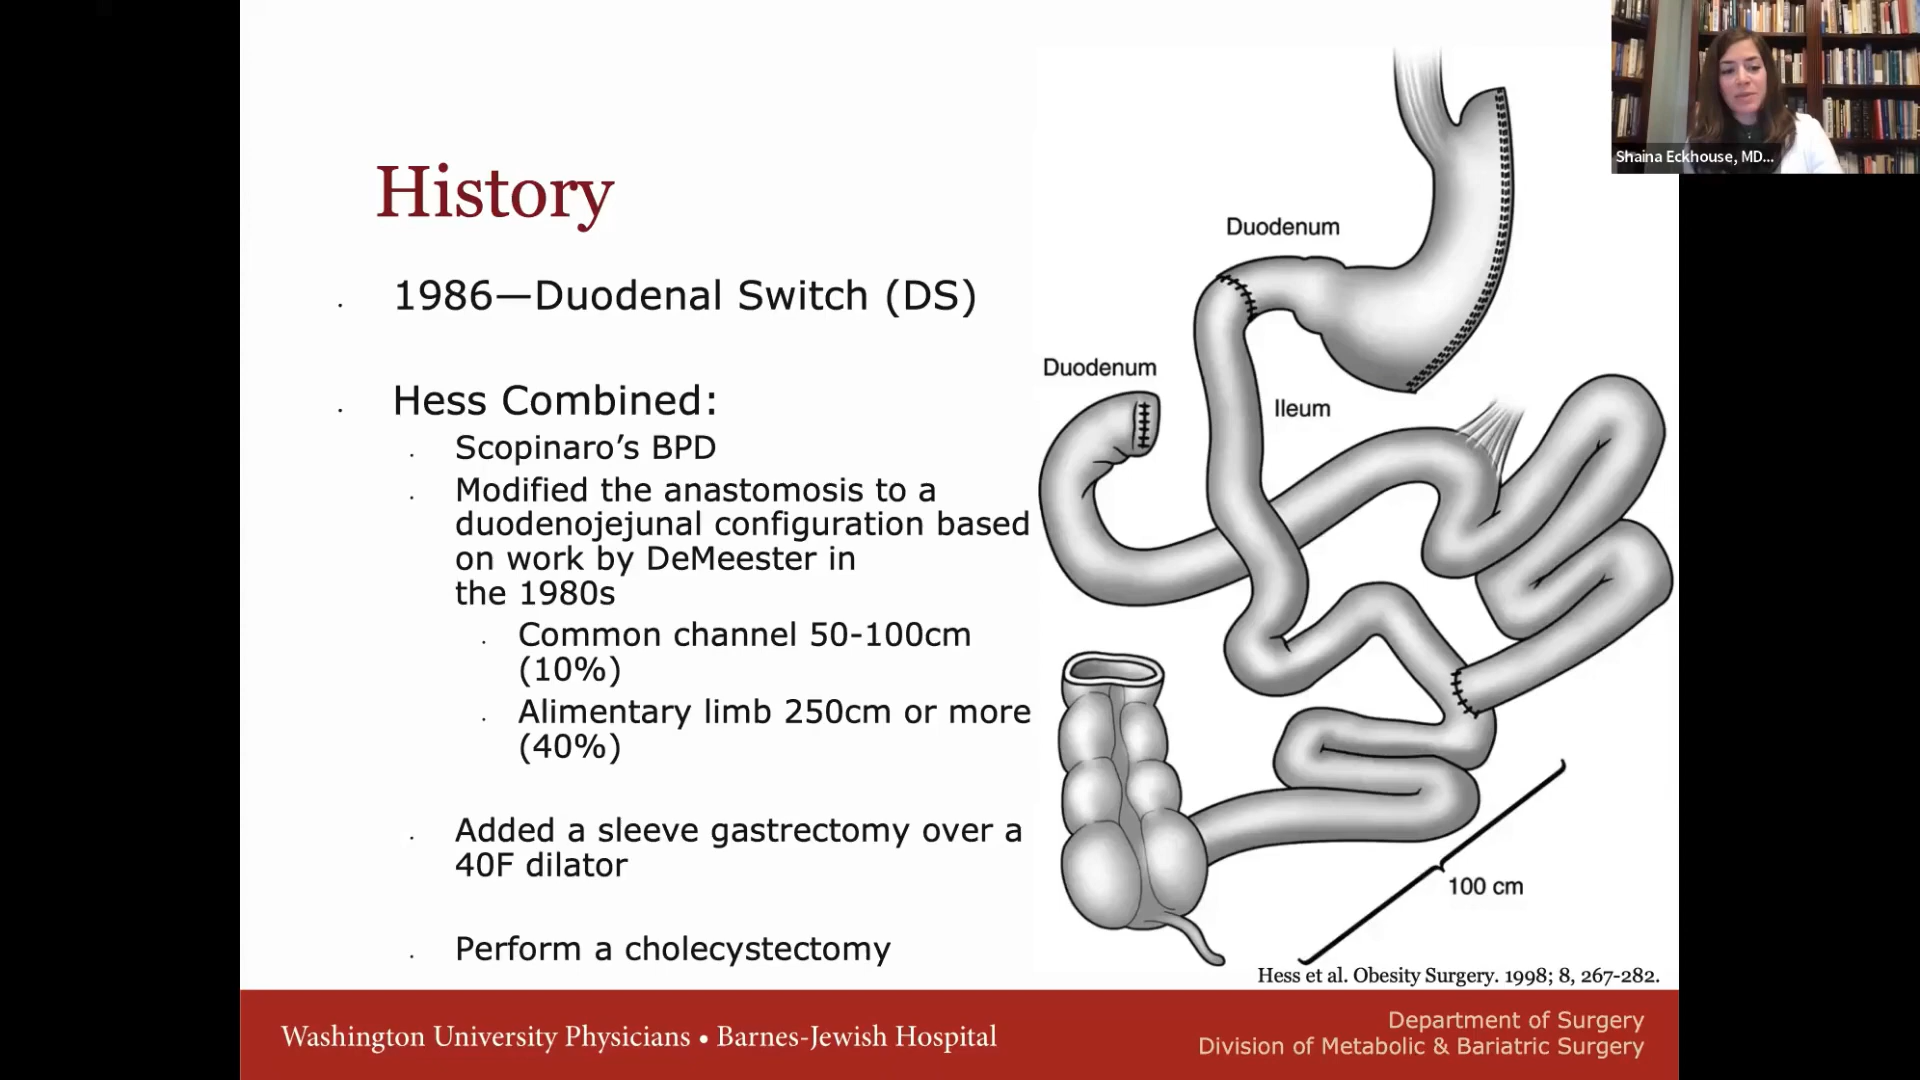 History
1986—Duodenal Switch (DS)
Hess Combined:
Scopinaro’s BPD
Modified the anastomosis to a
duodenojejunal configuration based
on work by DeMeester in
the 1980s
Common channel 50-100cm
(10%)
Alimentary limb 250cm or more
(40%)
Added a sleeve gastrectomy over a
40F dilator
Perform a cholecystectomy
Duodenum
Duodenum
Ileum
100 cm
Hess et al. Obesity Surgery. 1998; 8, 267-282.
Shaina Eckhouse, MD...
Washington University Physicians • Barnes-Jewish Hospital
Department of Surgery
Division of Metabolic & Bariatric Surgery